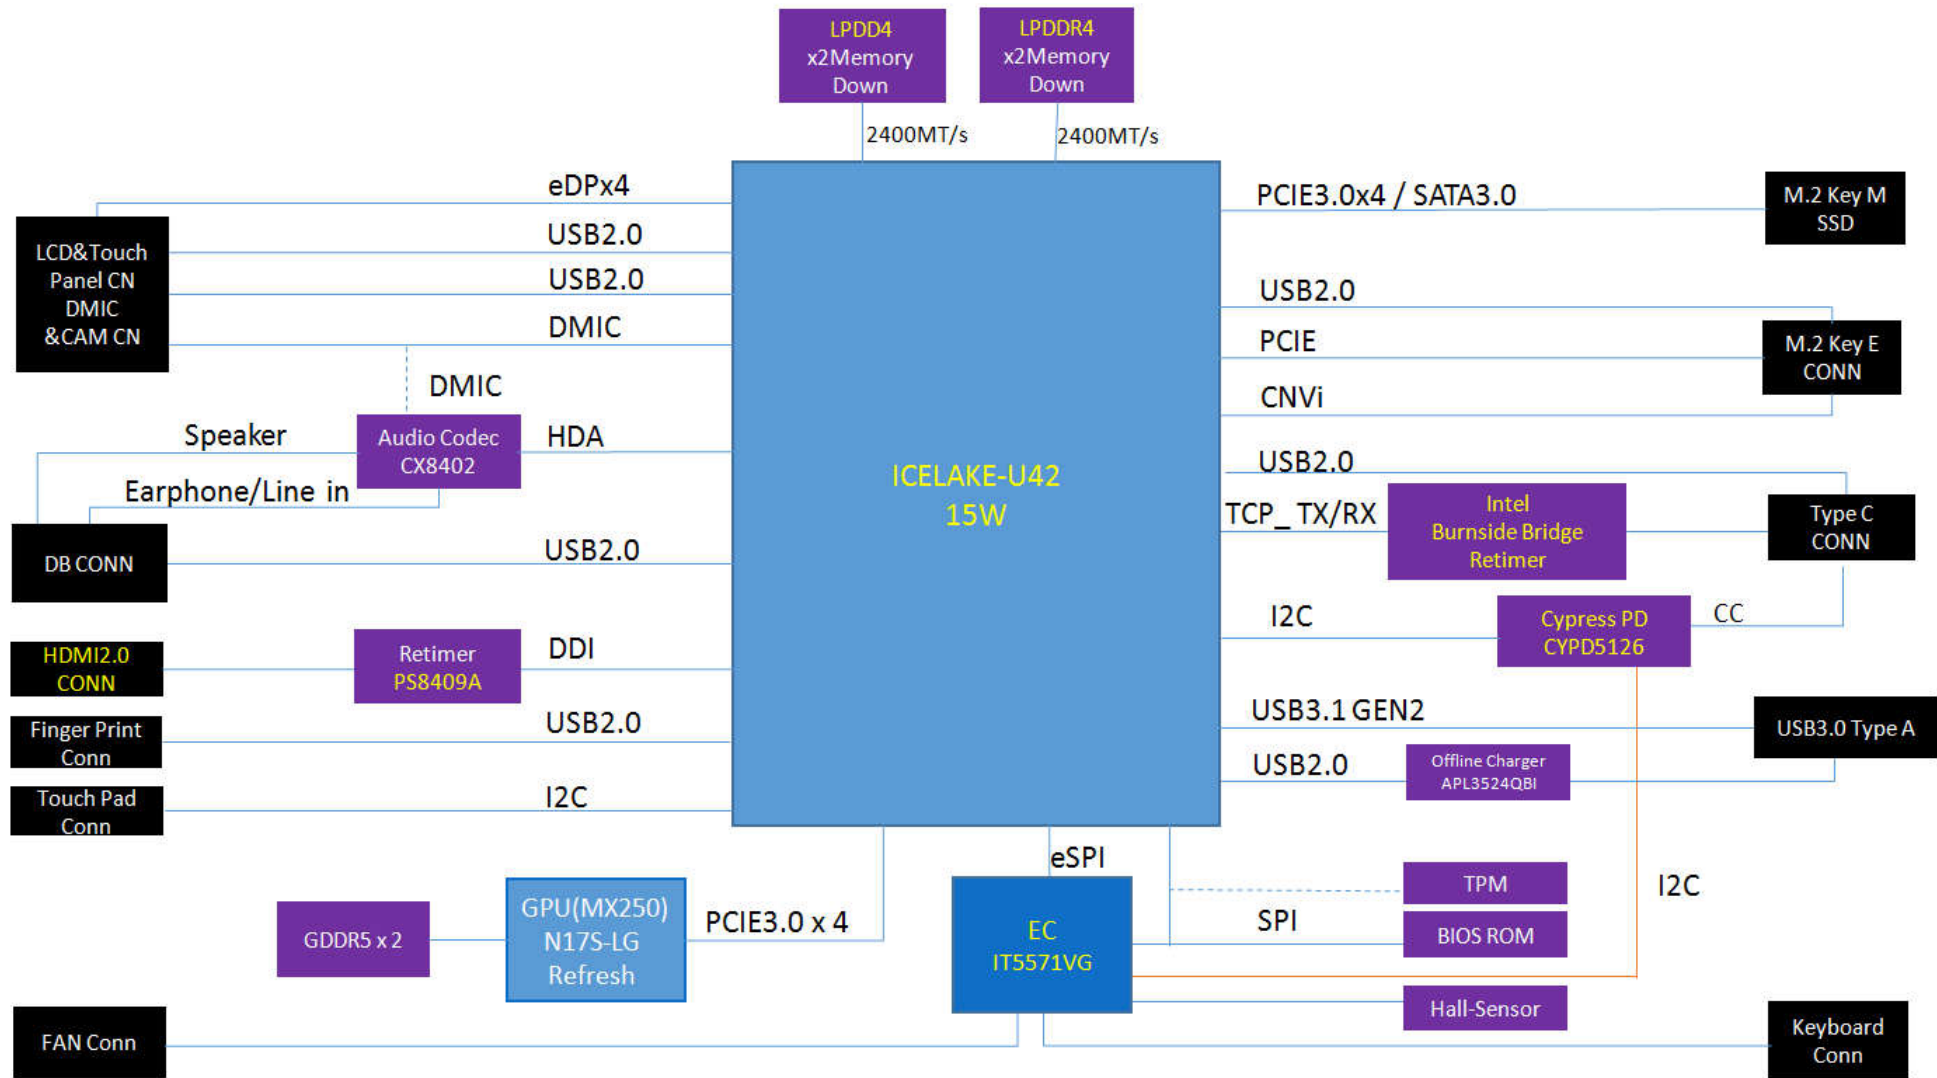 LPDD4
x2Memory
Down
LPDDR4
x2Memory
Down
2400MT/s
2400MT/s
eDPx4
USB2.0
USB2.0
DMIC
LCD&Touch
Panel CN
DMIC
&CAM CN
DMIC
Speaker
Audio Codec
CX8402
HDA
Earphone/Line in
DB CONN
USB2.0
HDMI2.0
CONN
Retimer
PS8409A
DDI
Finger Print
Conn
USB2.0
Touch Pad
Conn
I2C
ICELAKE-U42
15W
PCIE3.0x4 / SATA3.0
M.2 Key M
SSD
USB2.0
PCIE
CNVi
M.2 Key E
CONN
USB2.0
TCP_ TX/RX
Intel
Burnside Bridge
Retimer
Type C
CONN
I2C
Cypress PD
CYPD5126
CC
USB3.1 GEN2
USB3.0 Type A
USB2.0
Offline Charger
APL3524QBI
GDDR5 x 2
GPU(MX250)
N17S-LG
Refresh
PCIE3.0 x 4
eSPI
EC
IT5571VG
TPM
SPI
BIOS ROM
I2C
Hall-Sensor
FAN Conn
Keyboard
Conn